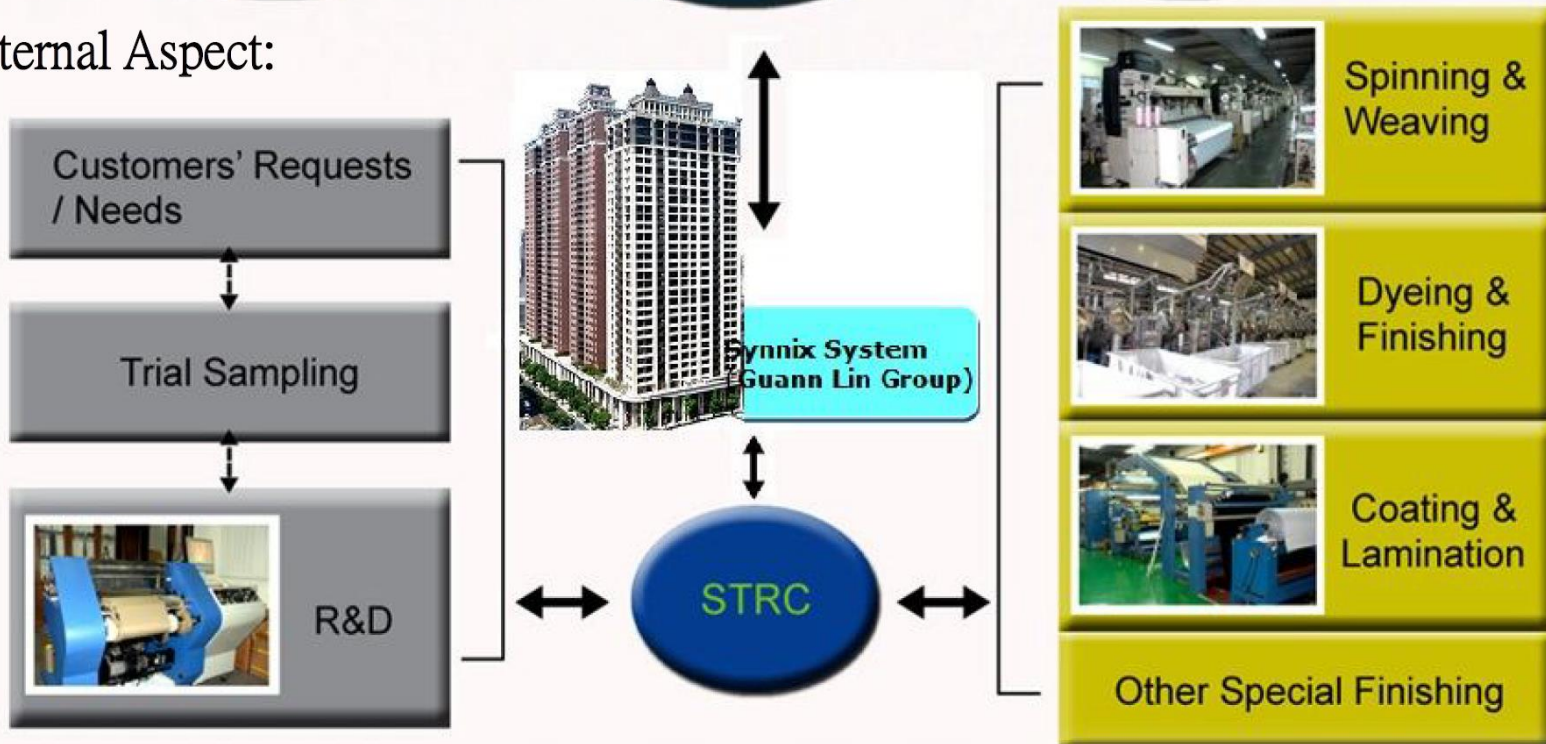 ternal Aspect:
Customers' Requests
/ Needs
Trial Sampling
R&D
Synnix System
(Guann Lin Group)
STRC
Spinning &
Weaving
Dyeing &
Finishing
Coating &
Lamination
Other Special Finishing